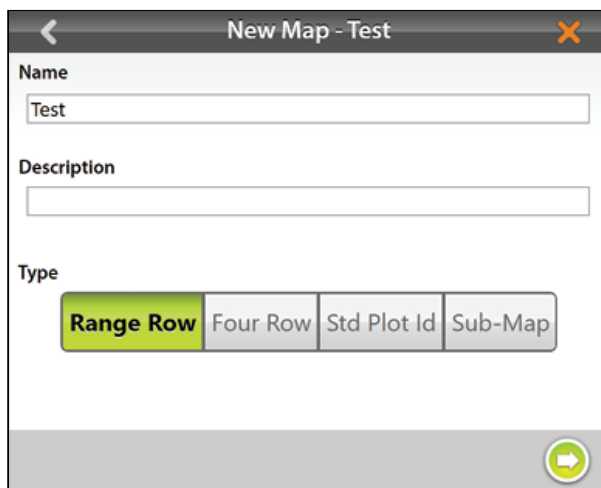 New Map - Test
Name
Test
Description
Type
Range Row Four Row Std Plot Id Sub-Map